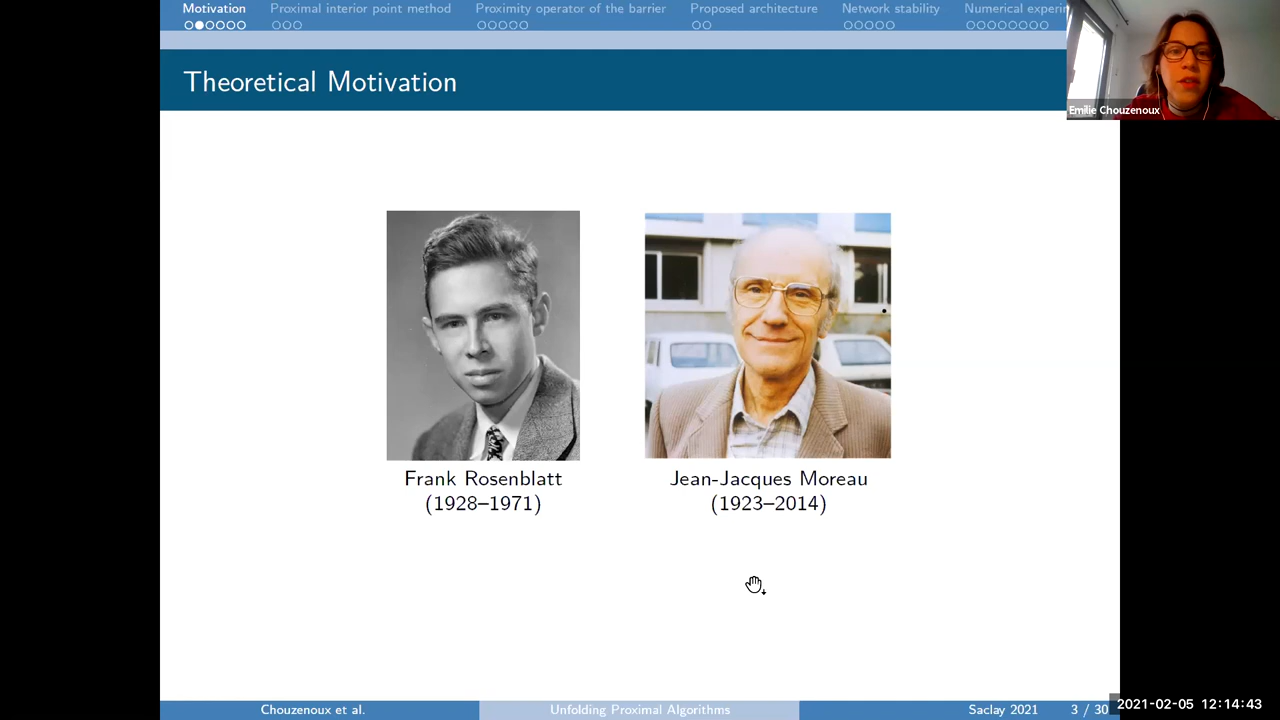 Motivation
Proximal interior point method
Proximity operator of the barrier
Proposed architecture
Network stability
Numerical experim
Theoretical Motivation
Emilie Chouzenoux
Frank Rosenblatt
(1928–1971)
Jean-Jacques Moreau
(1923–2014)
Chouzenoux et al.
Unfolding Proximal Algorithms
Saclay 2021
3 / 30
2021-02-05 12:14:43